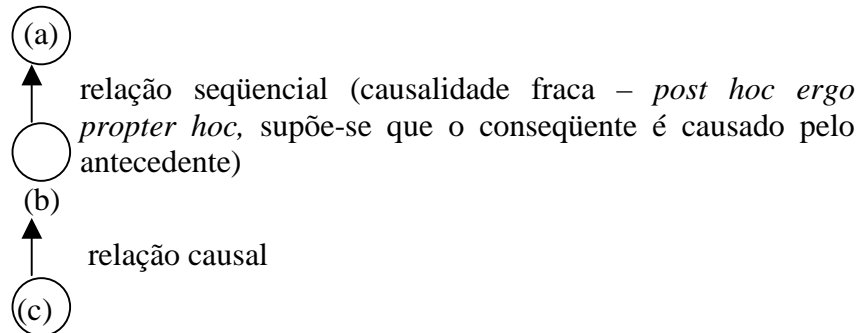 (a)
relação seqüencial (causalidade fraca – post hoc ergo
propter hoc, supõe-se que o conseqüente é causado pelo
antecedente)
(b)
relação causal
(c)